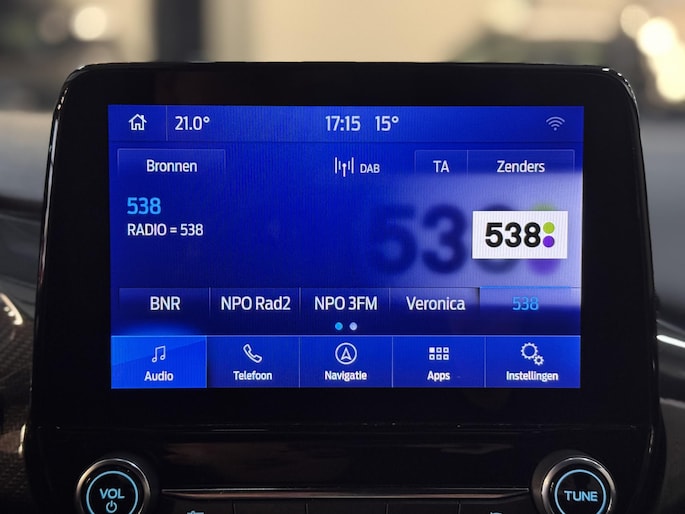 21.0° 17:15 15°
Bronnen DAB TA Zenders
538
RADIO = 538
538
538
BNR NPO Rad2 NPO 3FM Veronica 538
Audio Telefoon Navigatie Apps Instellingen
VOL TUNE